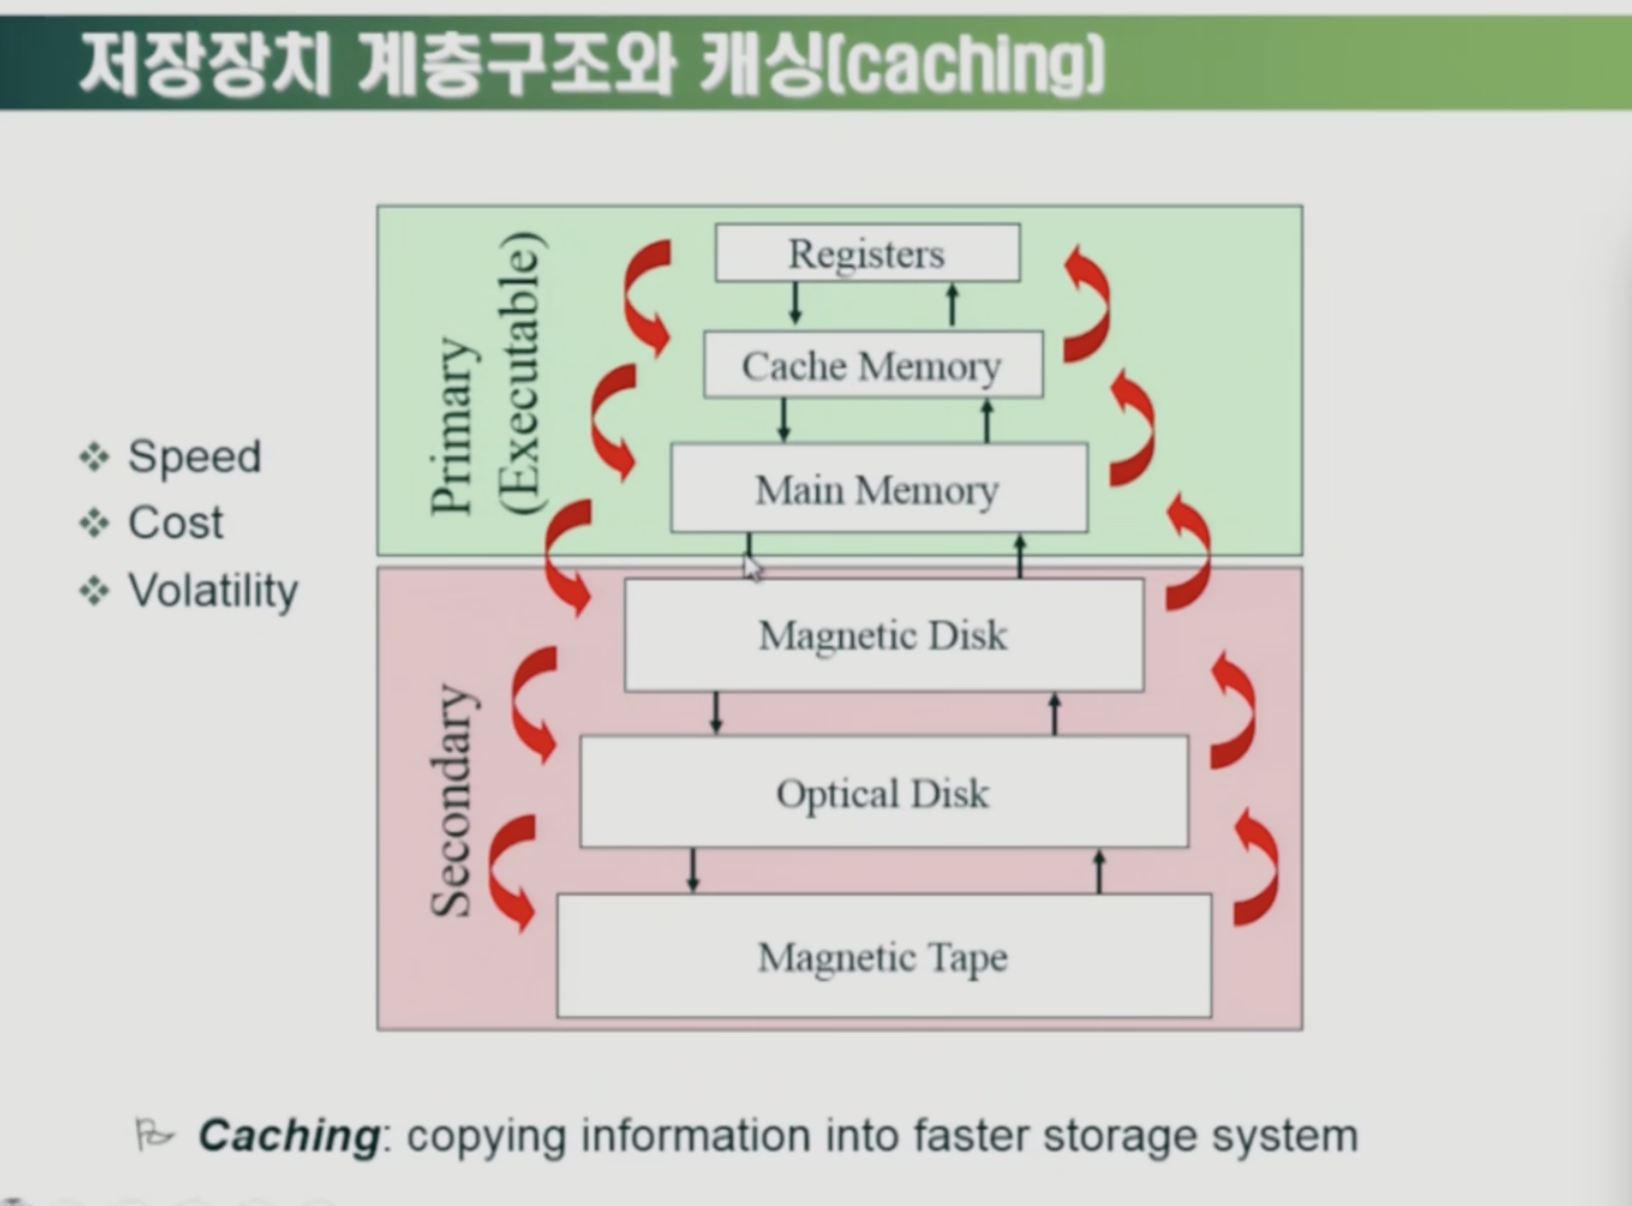 저장장치 계층구조와 캐싱(caching)
Primary
(Executable)
Registers
Cache Memory
Main Memory
❖ Speed
❖ Cost
❖ Volatility
Secondary
Magnetic Disk
Optical Disk
Magnetic Tape
Caching: copying information into faster storage system